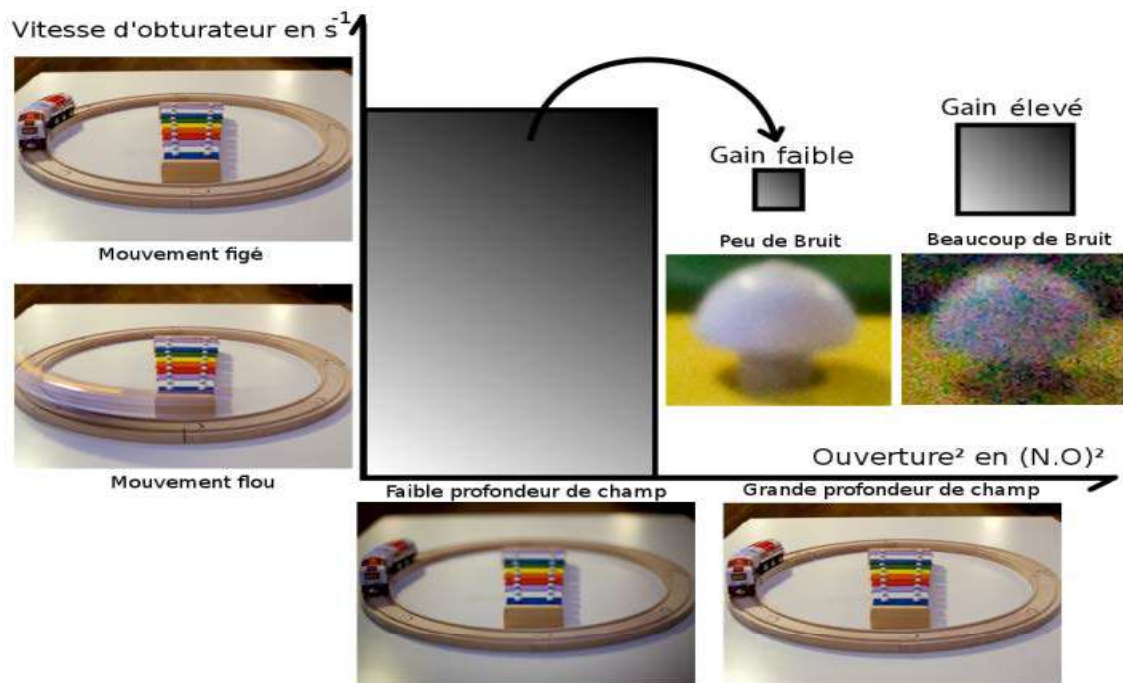 Vitesse d'obturateur en s⁻¹
Mouvement figé
Mouvement flou
Gain faible
Peu de Bruit
Gain élevé
Beaucoup de Bruit
Ouverture² en (N.O)²
Faible profondeur de champ
Grande profondeur de champ